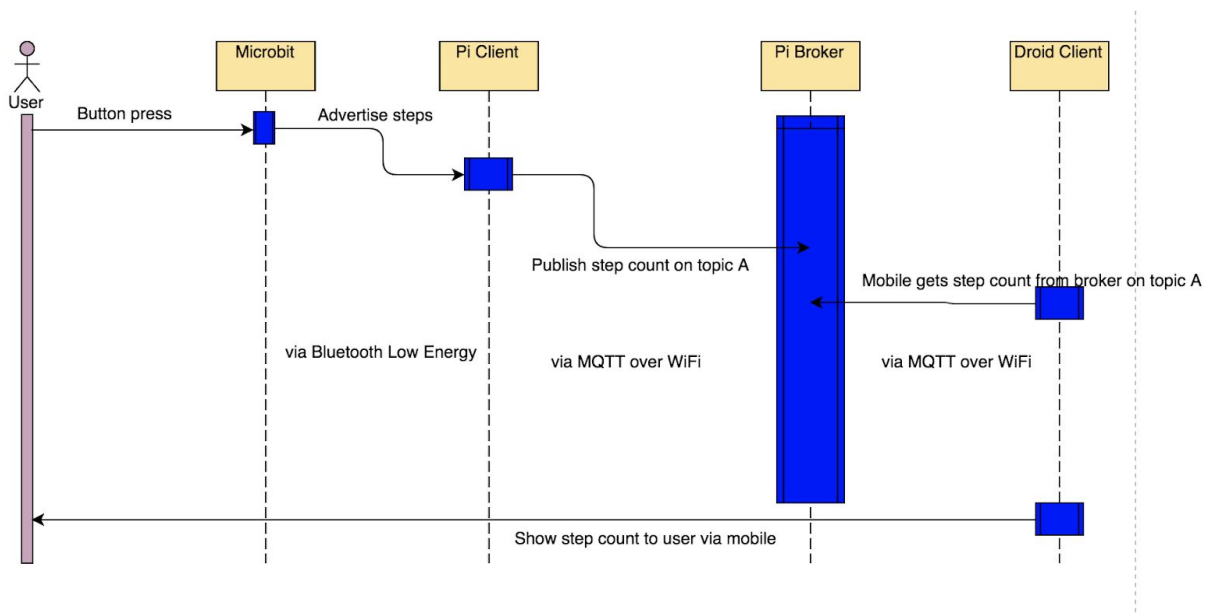 Microbit
Pi Client
Pi Broker
Droid Client
User
Button press
Advertise steps
Publish step count on topic A
Mobile gets step count from broker on topic A
via Bluetooth Low Energy
via MQTT over WiFi
via MQTT over WiFi
Show step count to user via mobile